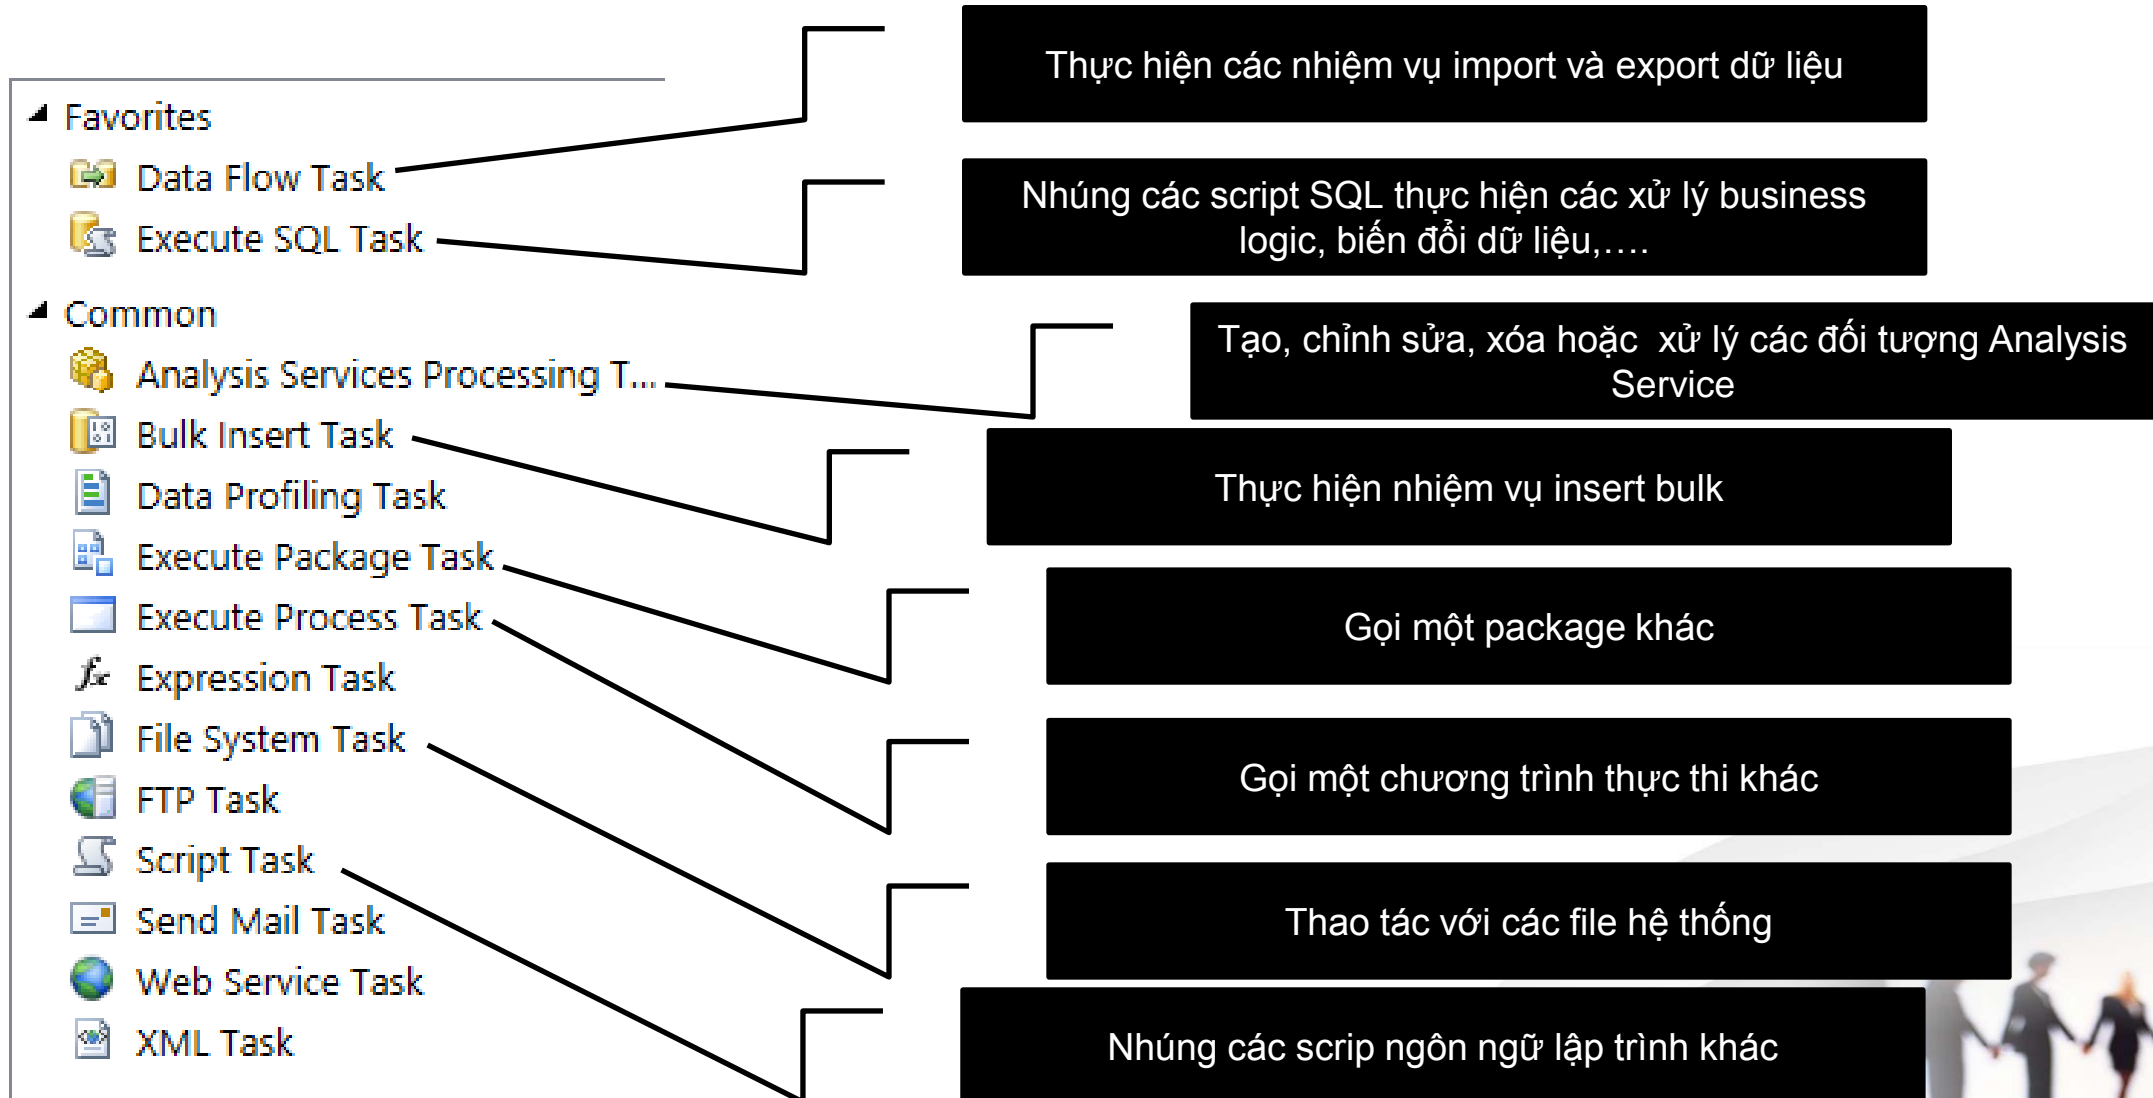 Favorites
Data Flow Task
Execute SQL Task
Common
Analysis Services Processing T...
Bulk Insert Task
Data Profiling Task
Execute Package Task
Execute Process Task
fx Expression Task
File System Task
FTP Task
Script Task
Send Mail Task
Web Service Task
XML Task
Thực hiện các nhiệm vụ import và export dữ liệu
Nhúng các script SQL thực hiện các xử lý business
logic, biến đổi dữ liệu,….
Tạo, chỉnh sửa, xóa hoặc  xử lý các đối tượng Analysis
Service
Thực hiện nhiệm vụ insert bulk
Gọi một package khác
Gọi một chương trình thực thi khác
Thao tác với các file hệ thống
Nhúng các scrip ngôn ngữ lập trình khác